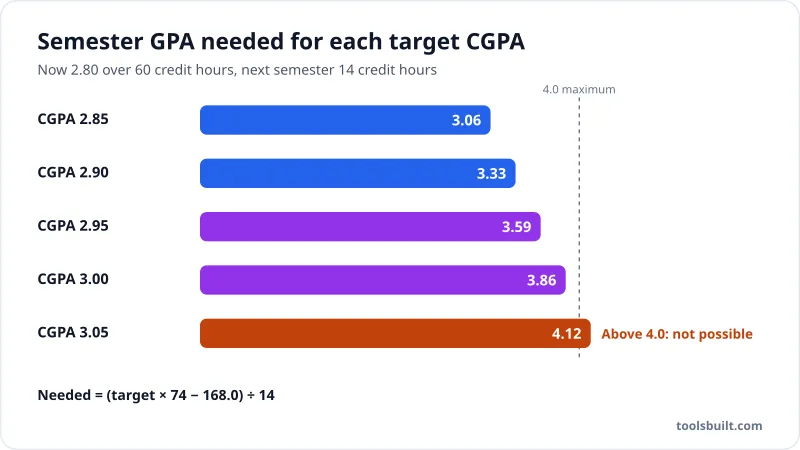 Semester GPA needed for each target CGPA
Now 2.80 over 60 credit hours, next semester 14 credit hours
4.0 maximum
CGPA 2.85 3.06
CGPA 2.90 3.33
CGPA 2.95 3.59
CGPA 3.00 3.86
CGPA 3.05 4.12 Above 4.0: not possible
Needed = (target × 74 − 168.0) ÷ 14
toolsbuilt.com